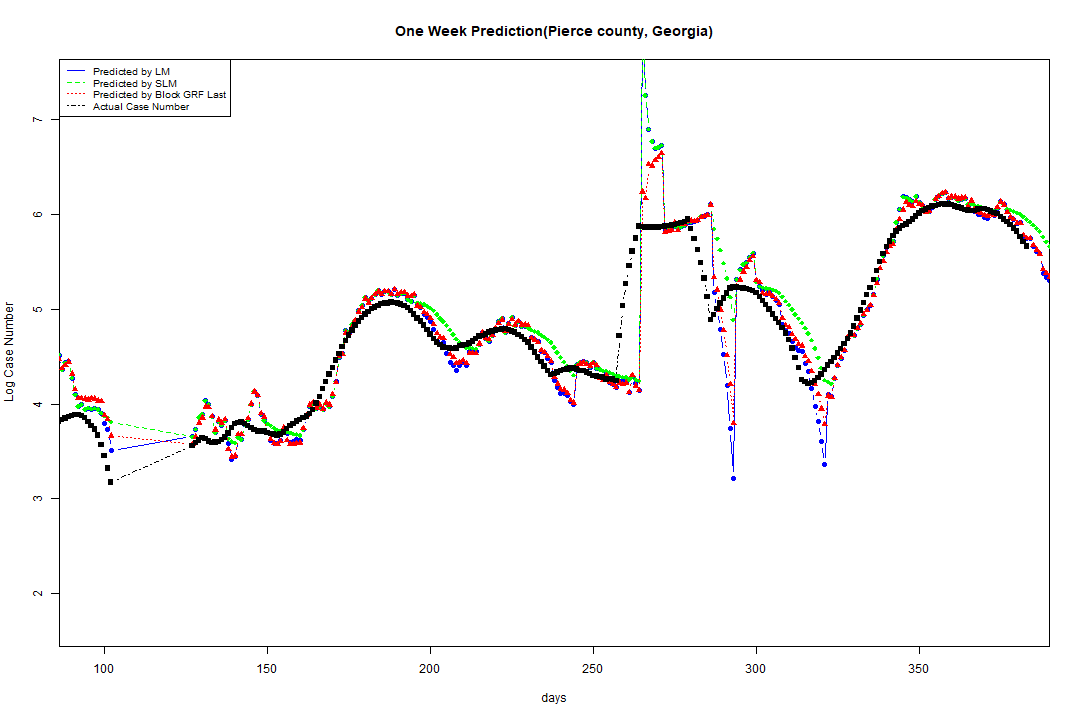 One Week Prediction(Pierce county, Georgia)
Predicted by LM
Predicted by SLM
Predicted by Block GRF Last
Actual Case Number
Log Case Number
7
6
5
4
3
2
100 150 200 250 300 350
days